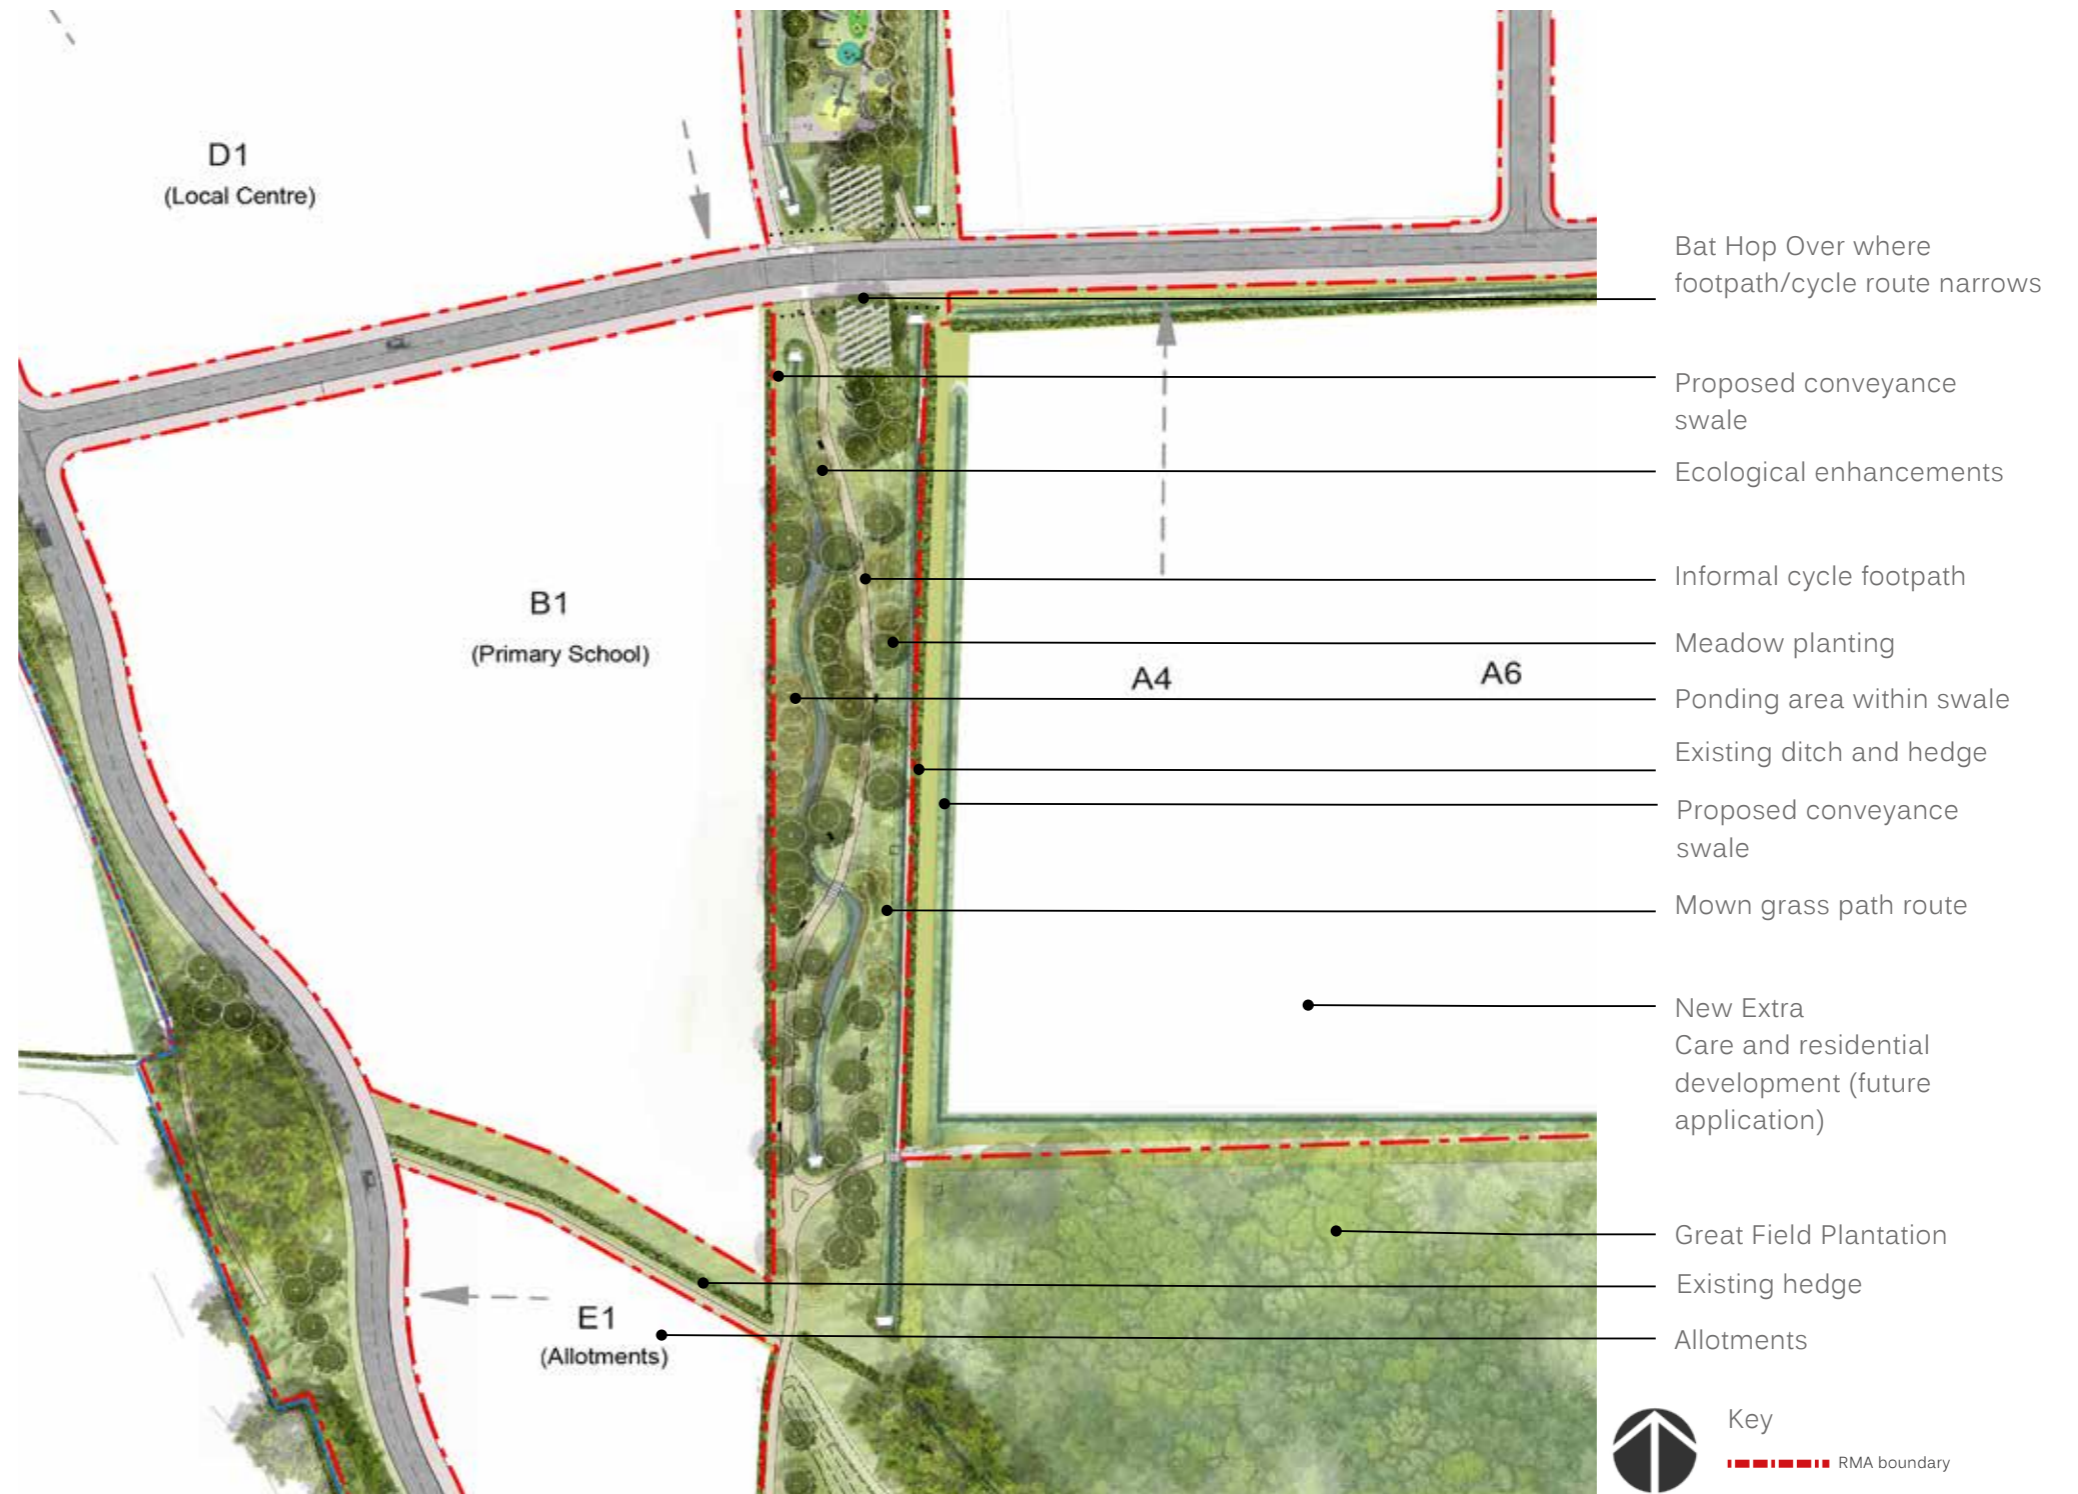 D1
(Local Centre)
B1
(Primary School)
A4
A6
E1
(Allotments)
Bat Hop Over where
footpath/cycle route narrows
Proposed conveyance
swale
Ecological enhancements
Informal cycle footpath
Meadow planting
Ponding area within swale
Existing ditch and hedge
Proposed conveyance
swale
Mown grass path route
New Extra
Care and residential
development (future
application)
Great Field Plantation
Existing hedge
Allotments
Key
RMA boundary